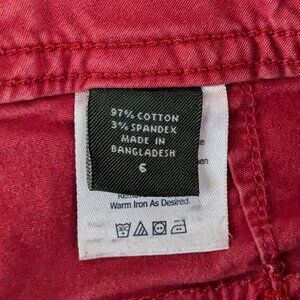 97% COTTON
3% SPANDEX
MADE IN
BANGLADESH
6
Warm Iron As Desired.